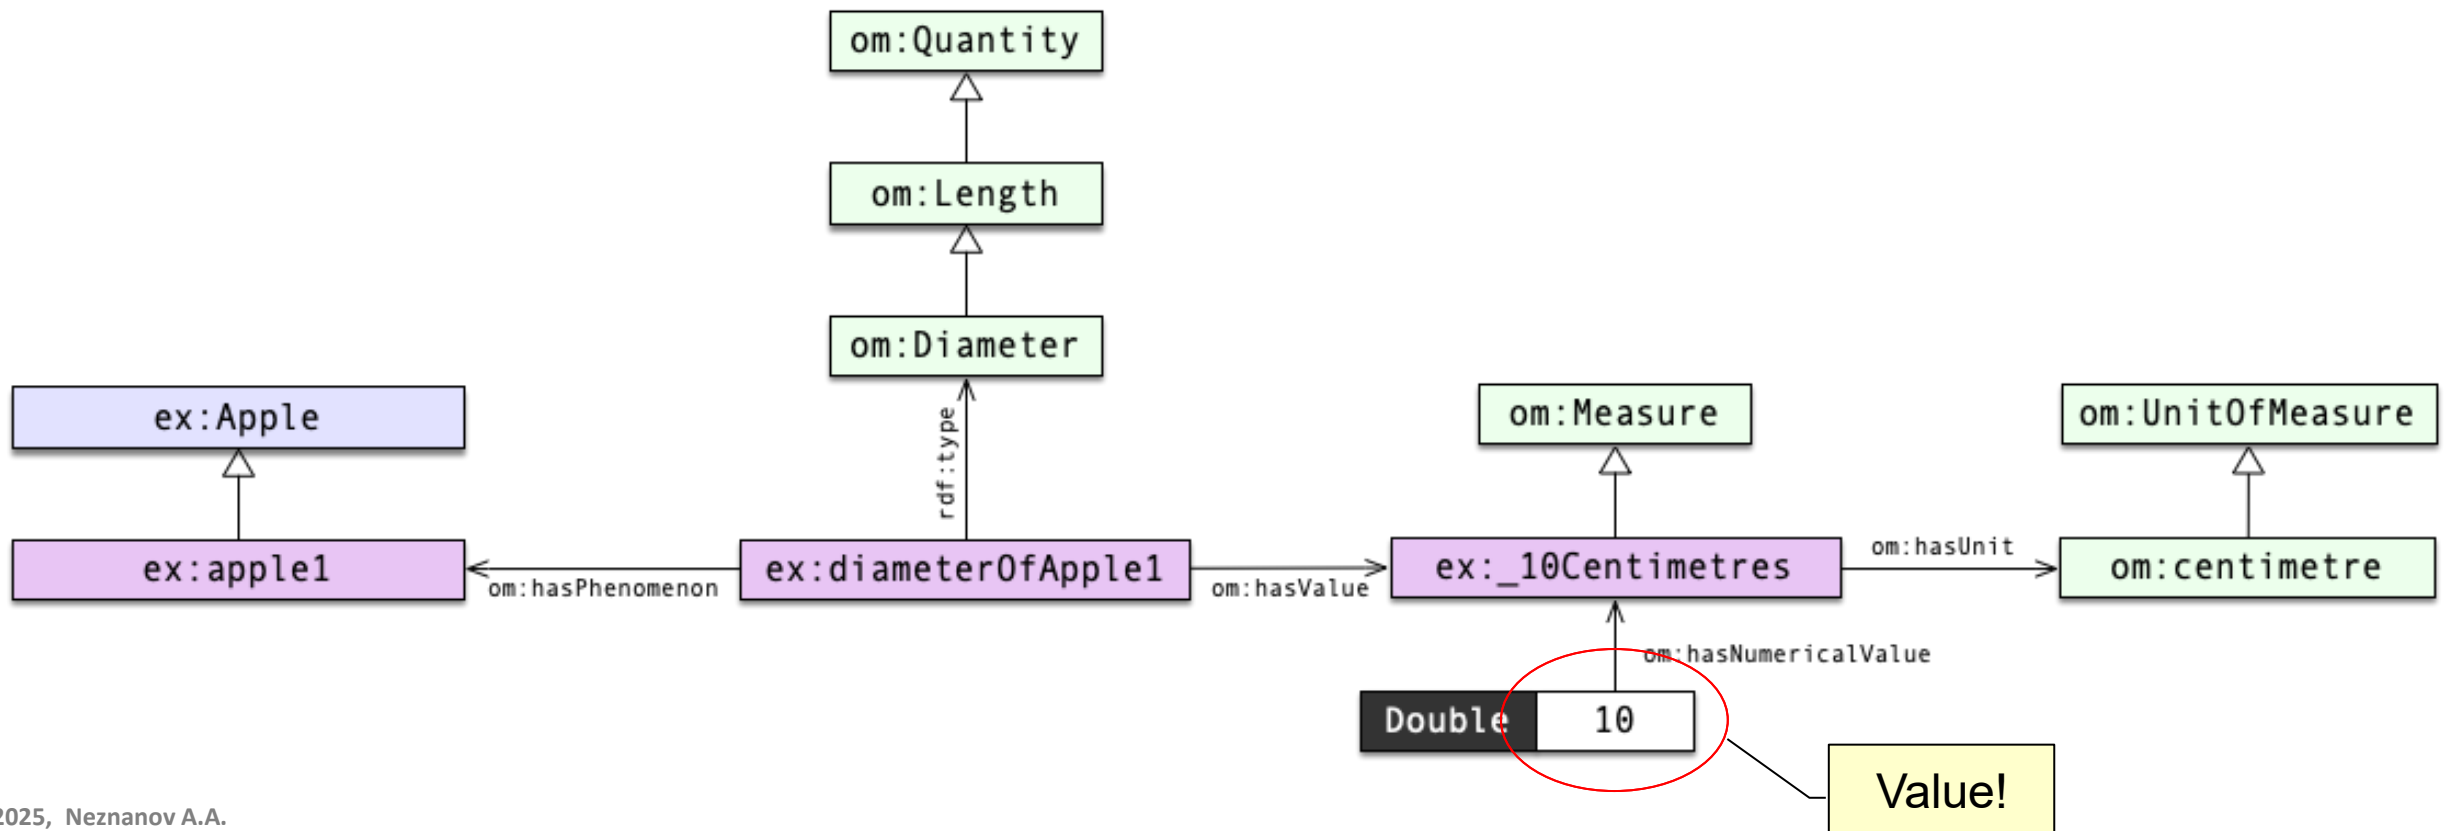 om:Quantity
om:Length
om:Diameter
ex:Apple
om:Measure
om:UnitOfMeasure
rdf:type
ex:apple1
om:hasPhenomenon
ex:diameterOfApple1
om:hasValue
ex:_10Centimetres
om:hasUnit
om:centimetre
om:hasNumericalValue
Double 10
Value!
2025, Neznanov A.A.